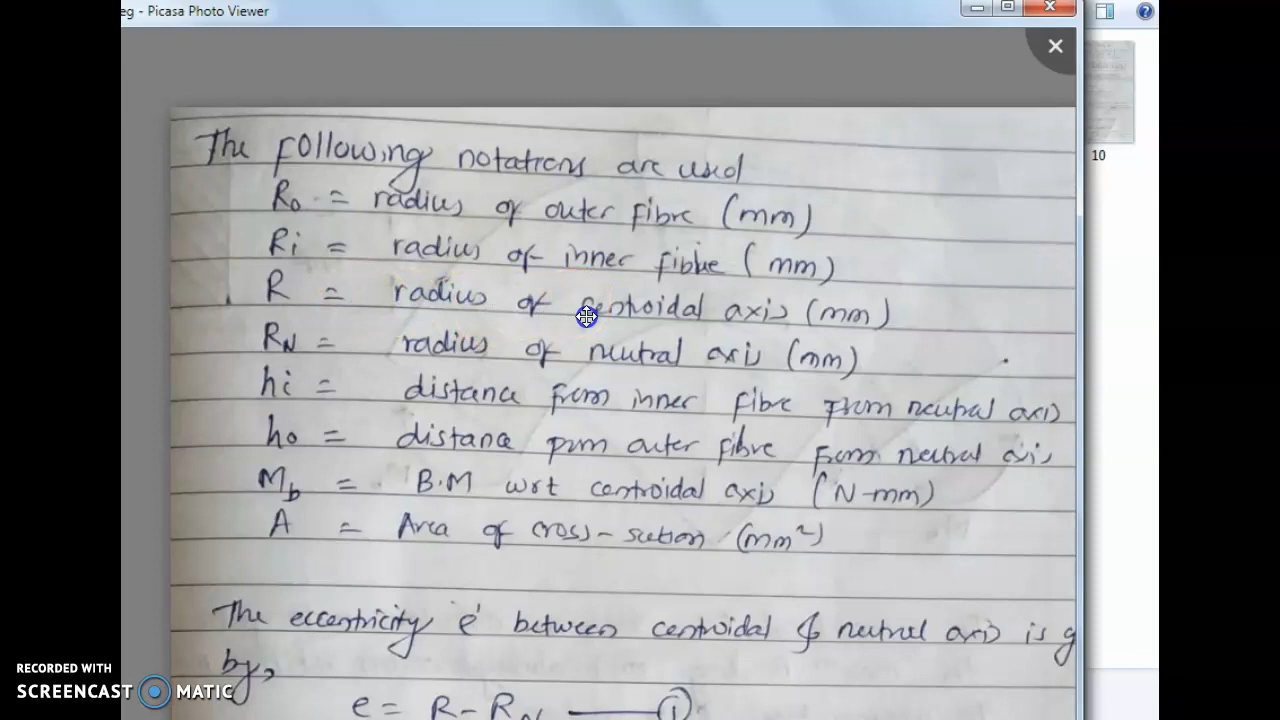 eg - Picasa Photo Viewer
The following notations are used
Ro = radius of outer fibre (mm)
Ri = radius of inner fibre (mm)
R = radius of centroidal axis (mm)
RN = radius of neutral axis (mm)
hi = distance from inner fibre from neutral axis
ho = distance from outer fibre from neutral axis
Mb = B.M wrt centroidal axis (N-mm)
A = Area of cross-section (mm²)
The eccentricity 'e' between centroidal & neutral axis is g
by,
e = R - RN — ①
10
RECORDED WITH
SCREENCAST MATIC